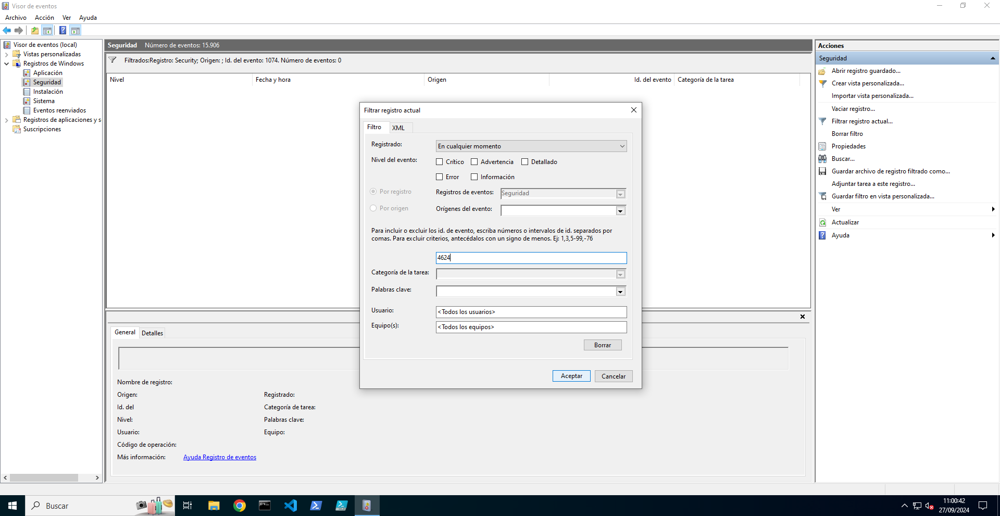 Visor de eventos
Archivo Acción Ver Ayuda
Visor de eventos (local)
Vistas personalizadas
Registros de Windows
Aplicación
Seguridad
Instalación
Sistema
Eventos reenviados
Registros de aplicaciones y s
Suscripciones
Seguridad Número de eventos: 15.906
Filtrados:Registro: Security; Origen: ; Id. del evento: 1074. Número de eventos: 0
Nivel Fecha y hora Origen Id. del evento Categoría de la tarea
Filtrar registro actual
Filtro XML
Registrado: En cualquier momento
Nivel del evento: Crítico Advertencia Detallado
Error Información
Por registro Registros de eventos: Seguridad
Por origen Orígenes del evento:
Para incluir o excluir los id. de evento, escriba números o intervalos de id. separados por
comas. Para excluir criterios, antecédalos con un signo de menos. Ej: 1,3,5-99,-76
4624
Categoría de la tarea:
Palabras clave:
Usuario: <Todos los usuarios>
Equipo(s): <Todos los equipos>
Borrar
Aceptar Cancelar
General Detalles
Nombre de registro:
Origen: Registrado:
Id. del Categoría de tarea:
Nivel: Palabras clave:
Usuario: Equipo:
Código de operación:
Más información: Ayuda Registro de eventos
Acciones
Seguridad
Abrir registro guardado...
Crear vista personalizada...
Importar vista personalizada...
Vaciar registro...
Filtrar registro actual...
Borrar filtro
Propiedades
Buscar...
Guardar archivo de registro filtrado como...
Adjuntar tarea a este registro...
Guardar filtro en vista personalizada...
Ver
Actualizar
Ayuda
Buscar
11:00:42
27/09/2024